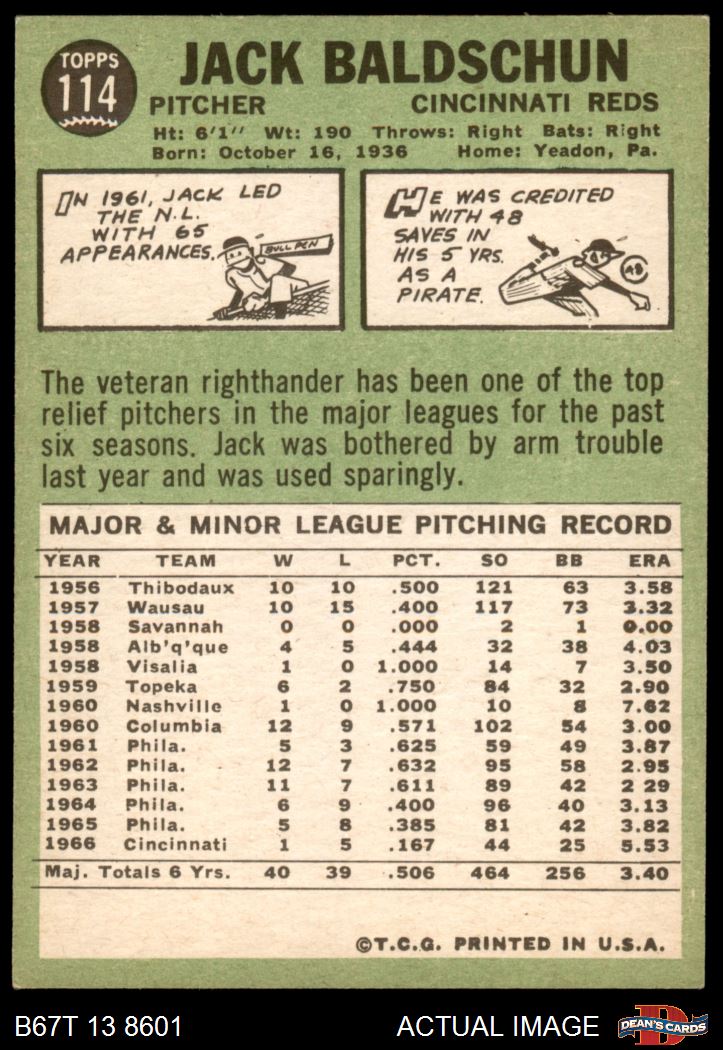 TOPPS
114
JACK BALDSCHUN
PITCHER CINCINNATI REDS
Ht: 6'1" Wt: 190 Throws: Right Bats: Right
Born: October 16, 1936 Home: Yeadon, Pa.
IN 1961, JACK LED
THE N.L.
WITH 65
APPEARANCES.
BULL PEN
HE WAS CREDITED
WITH 48
SAVES IN
HIS 5 YRS.
AS A
PIRATE.
48
The veteran righthander has been one of the top
relief pitchers in the major leagues for the past
six seasons. Jack was bothered by arm trouble
last year and was used sparingly.
MAJOR & MINOR LEAGUE PITCHING RECORD
YEAR TEAM W L PCT. SO BB ERA
1956 Thibodaux 10 10 .500 121 63 3.58
1957 Wausau 10 15 .400 117 73 3.32
1958 Savannah 0 0 .000 2 1 0.00
1958 Alb'q'que 4 5 .444 32 38 4.03
1958 Visalia 1 0 1.000 14 7 3.50
1959 Topeka 6 2 .750 84 32 2.90
1960 Nashville 1 0 1.000 10 8 7.62
1960 Columbia 12 9 .571 102 54 3.00
1961 Phila. 5 3 .625 59 49 3.87
1962 Phila. 12 7 .632 95 58 2.95
1963 Phila. 11 7 .611 89 42 2 29
1964 Phila. 6 9 .400 96 40 3.13
1965 Phila. 5 8 .385 81 42 3.82
1966 Cincinnati 1 5 .167 44 25 5.53
Maj. Totals 6 Yrs. 40 39 .506 464 256 3.40
©T.C.G. PRINTED IN U.S.A.
B67T 13 8601 ACTUAL IMAGE
D
DEAN'S CARDS